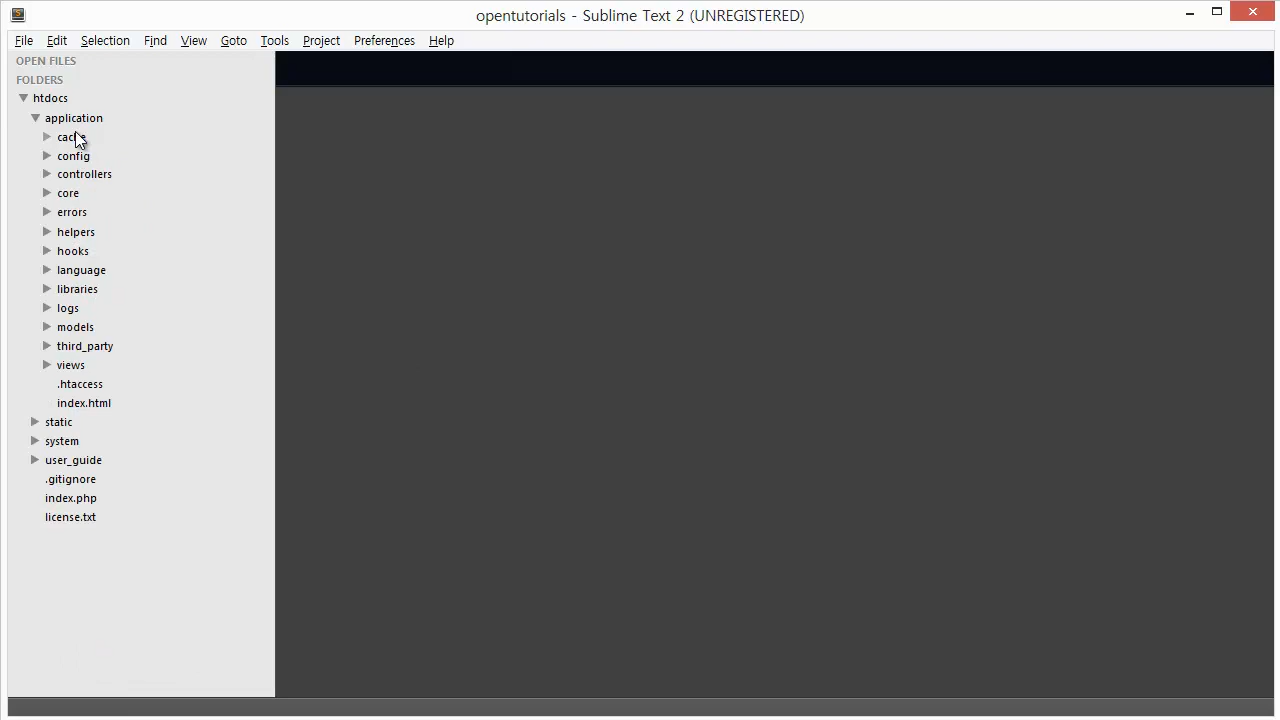 opentutorials - Sublime Text 2 (UNREGISTERED)
File Edit Selection Find View Goto Tools Project Preferences Help
OPEN FILES
FOLDERS
htdocs
application
cache
config
controllers
core
errors
helpers
hooks
language
libraries
logs
models
third_party
views
.htaccess
index.html
static
system
user_guide
.gitignore
index.php
license.txt